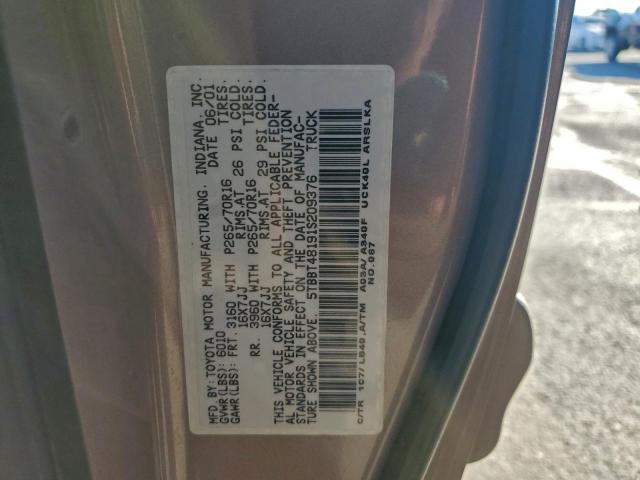 MFD. BY: TOYOTA MOTOR MANUFACTURING, INDIANA, INC.
GVWR(LBS): 6010 DATE 06/01
GAWR(LBS): FRT. 3160 WITH P265/70R16 TIRES.
16X7JJ RIMS.AT 26 PSI COLD.
RR. 3960 WITH P265/70R16 TIRES.
16X7JJ RIMS.AT 29 PSI COLD.
THIS VEHICLE CONFORMS TO ALL APPLICABLE FEDER-
AL MOTOR VEHICLE SAFETY AND THEFT PREVENTION
STANDARDS IN EFFECT ON THE DATE OF MANUFAC-
TURE SHOWN ABOVE. 5TBBT48191S209376 TRUCK
C/TR 1C7/ LB40,A/TM A03A/ A340F UCK40L ARSLKA
NO.087